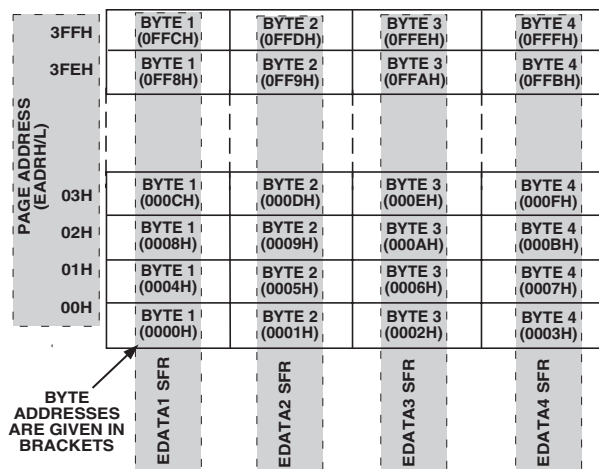 3FFH BYTE 1 BYTE 2 BYTE 3 BYTE 4
(0FFCH) (0FFDH) (0FFEH) (0FFFH)
3FEH BYTE 1 BYTE 2 BYTE 3 BYTE 4
(0FF8H) (0FF9H) (0FFAH) (0FFBH)
PAGE ADDRESS
(EADRH/L)
03H BYTE 1 BYTE 2 BYTE 3 BYTE 4
(000CH) (000DH) (000EH) (000FH)
02H BYTE 1 BYTE 2 BYTE 3 BYTE 4
(0008H) (0009H) (000AH) (000BH)
01H BYTE 1 BYTE 2 BYTE 3 BYTE 4
(0004H) (0005H) (0006H) (0007H)
00H BYTE 1 BYTE 2 BYTE 3 BYTE 4
(0000H) (0001H) (0002H) (0003H)
BYTE
ADDRESSES
ARE GIVEN IN
BRACKETS
EDATA1 SFR
EDATA2 SFR
EDATA3 SFR
EDATA4 SFR